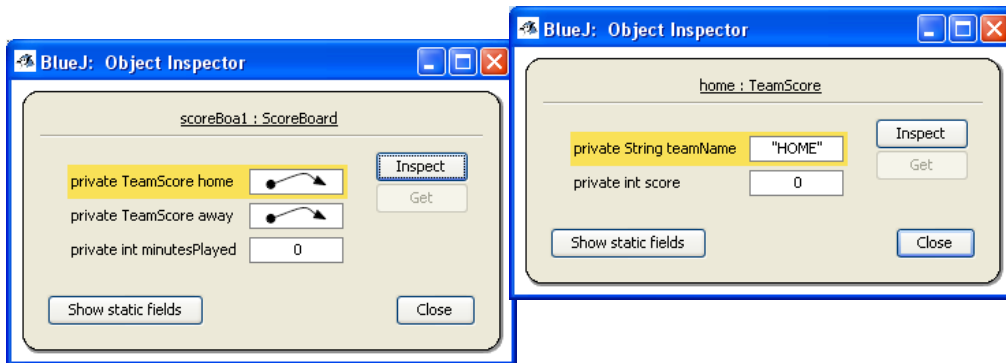 BlueJ: Object Inspector
scoreBoa1 : ScoreBoard
private TeamScore home
Inspect
Get
private TeamScore away
private int minutesPlayed 0
Show static fields Close
BlueJ: Object Inspector
home : TeamScore
private String teamName "HOME"
Inspect
Get
private int score 0
Show static fields Close